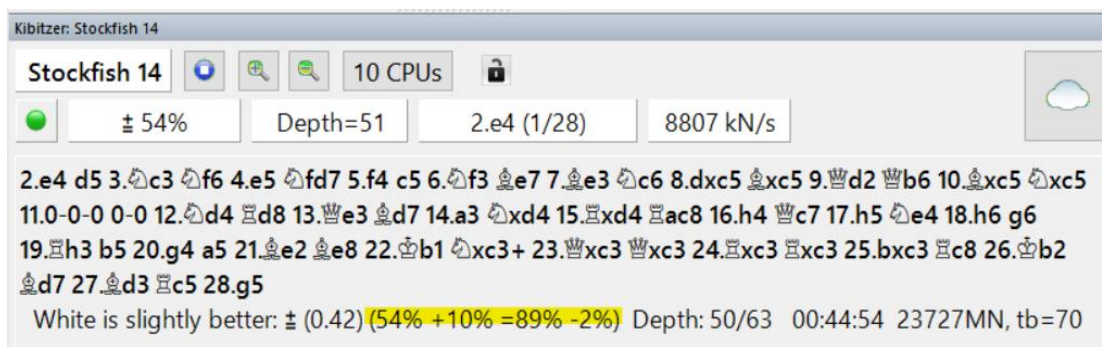 Kibitzer: Stockfish 14
Stockfish 14 10 CPUs
⩲ 54% Depth=51 2.e4 (1/28) 8807 kN/s
2.e4 d5 3.♘c3 ♘f6 4.e5 ♘fd7 5.f4 c5 6.♘f3 ♗e7 7.♗e3 ♘c6 8.dxc5 ♗xc5 9.♕d2 ♕b6 10.♗xc5 ♘xc5
11.0-0-0 0-0 12.♘d4 ♖d8 13.♕e3 ♗d7 14.a3 ♘xd4 15.♖xd4 ♖ac8 16.h4 ♕c7 17.h5 ♘e4 18.h6 g6
19.♖h3 b5 20.g4 a5 21.♗e2 ♗e8 22.♔b1 ♘xc3+ 23.♕xc3 ♕xc3 24.♖xc3 ♖xc3 25.bxc3 ♖c8 26.♔b2
♗d7 27.♗d3 ♖c5 28.g5
White is slightly better: ⩲ (0.42) (54% +10% =89% -2%) Depth: 50/63 00:44:54 23727MN, tb=70